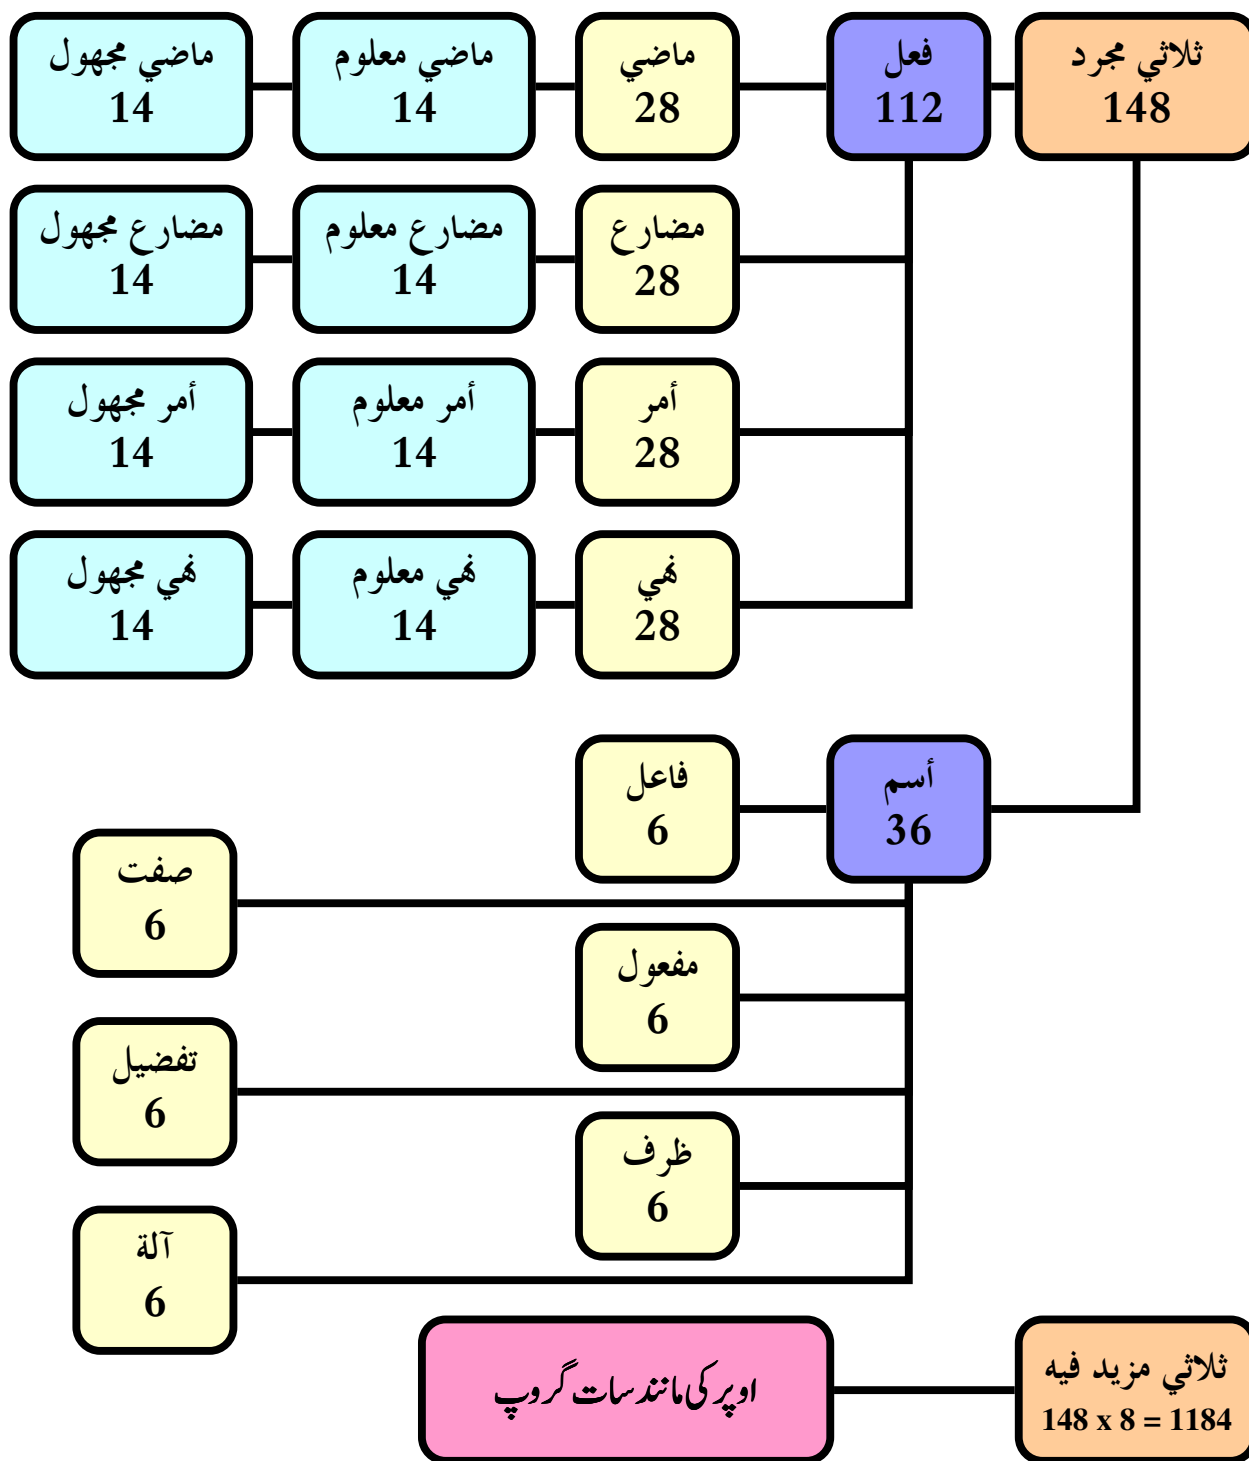 ثلاثي مجرد
148
فعل
112
ماضي
28
ماضي معلوم
14
ماضي مجهول
14
مضارع
28
مضارع معلوم
14
مضارع مجهول
14
أمر
28
أمر معلوم
14
أمر مجهول
14
نهي
28
نهي معلوم
14
نهي مجهول
14
أسم
36
فاعل
6
صفت
6
مفعول
6
تفضيل
6
ظرف
6
آلة
6
ثلاثي مزيد فيه
148 x 8 = 1184
اوپر کی مانند سات گروپ